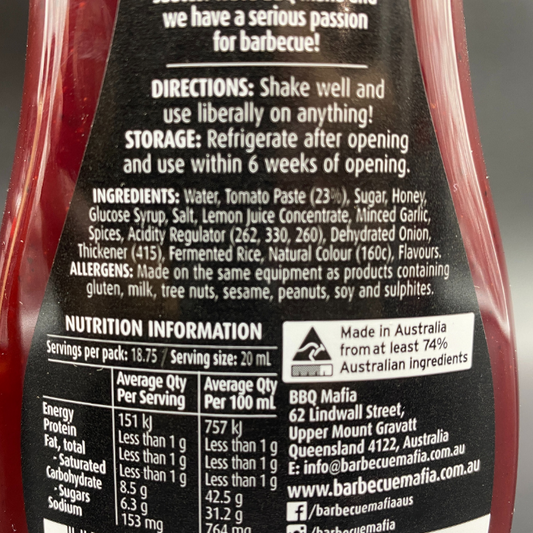 we have a serious passion
for barbecue!
DIRECTIONS: Shake well and
use liberally on anything!
STORAGE: Refrigerate after opening
and use within 6 weeks of opening.
INGREDIENTS: Water, Tomato Paste (23%), Sugar, Honey,
Glucose Syrup, Salt, Lemon Juice Concentrate, Minced Garlic,
Spices, Acidity Regulator (262, 330, 260), Dehydrated Onion,
Thickener (415), Fermented Rice, Natural Colour (160c), Flavours.
ALLERGENS: Made on the same equipment as products containing
gluten, milk, tree nuts, sesame, peanuts, soy and sulphites.
NUTRITION INFORMATION
Servings per pack: 18.75 / Serving size: 20 mL
Average Qty Per Serving Average Qty Per 100 mL
Energy 151 kJ 757 kJ
Protein Less than 1 g Less than 1 g
Fat, total Less than 1 g Less than 1 g
- Saturated Less than 1 g Less than 1 g
Carbohydrate 8.5 g 42.5 g
- Sugars 6.3 g 31.2 g
Sodium 153 mg 764 mg
Made in Australia
from at least 74%
Australian ingredients
BBQ Mafia
62 Lindwall Street,
Upper Mount Gravatt
Queensland 4122, Australia
E: info@barbecuemafia.com.au
www.barbecuemafia.com.au
/barbecuemafiaaus
/barbecuemafia